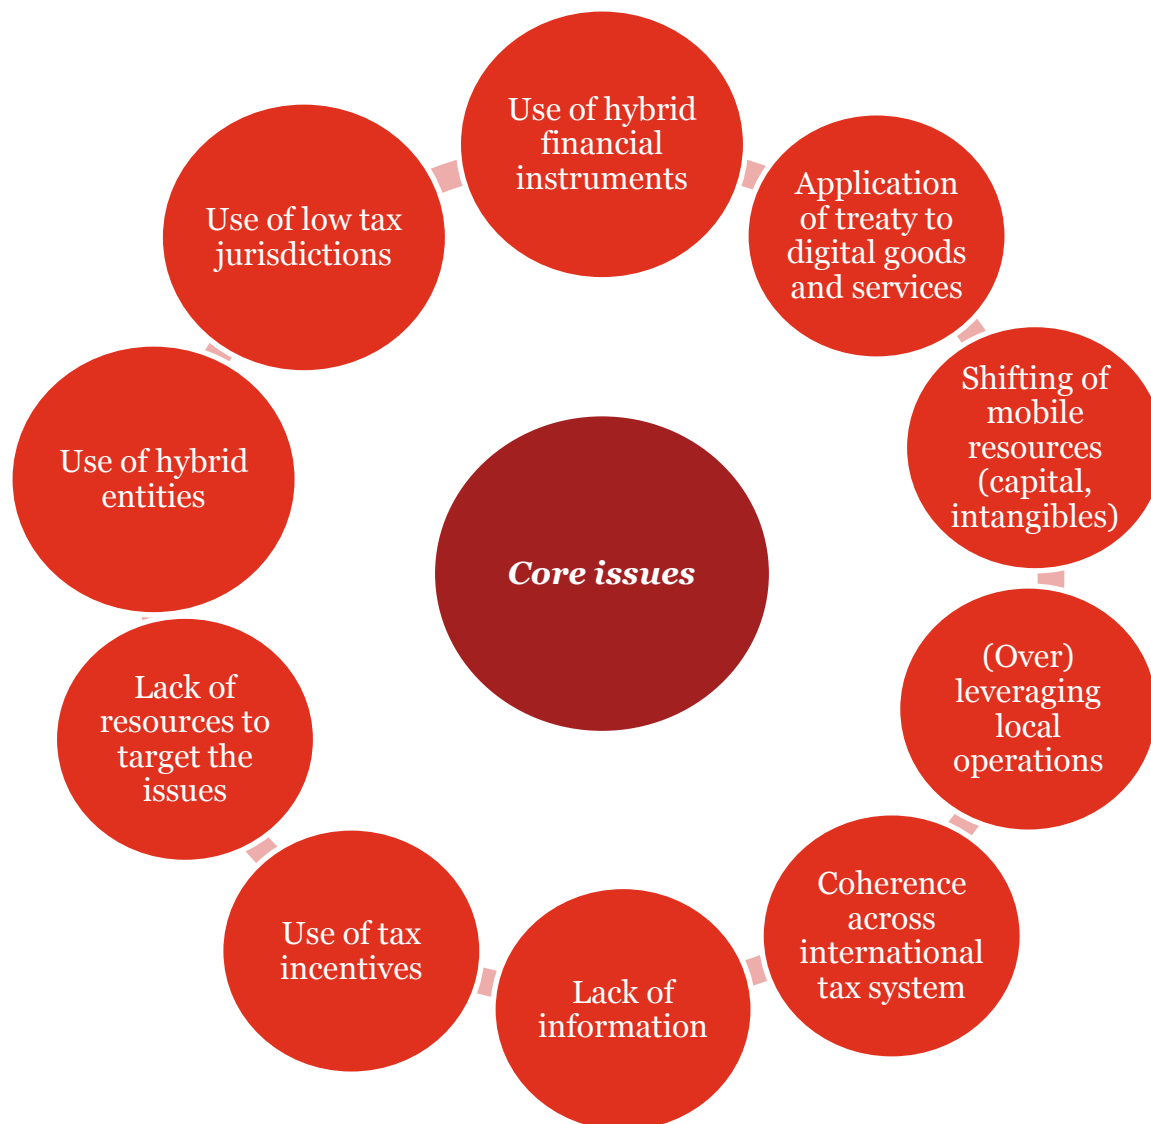 Use of hybrid
financial
instruments
Application
of treaty to
digital goods
and services
Shifting of
mobile
resources
(capital,
intangibles)
(Over)
leveraging
local
operations
Coherence
across
international
tax system
Lack of
information
Use of tax
incentives
Lack of
resources to
target the
issues
Use of hybrid
entities
Use of low tax
jurisdictions
Core issues